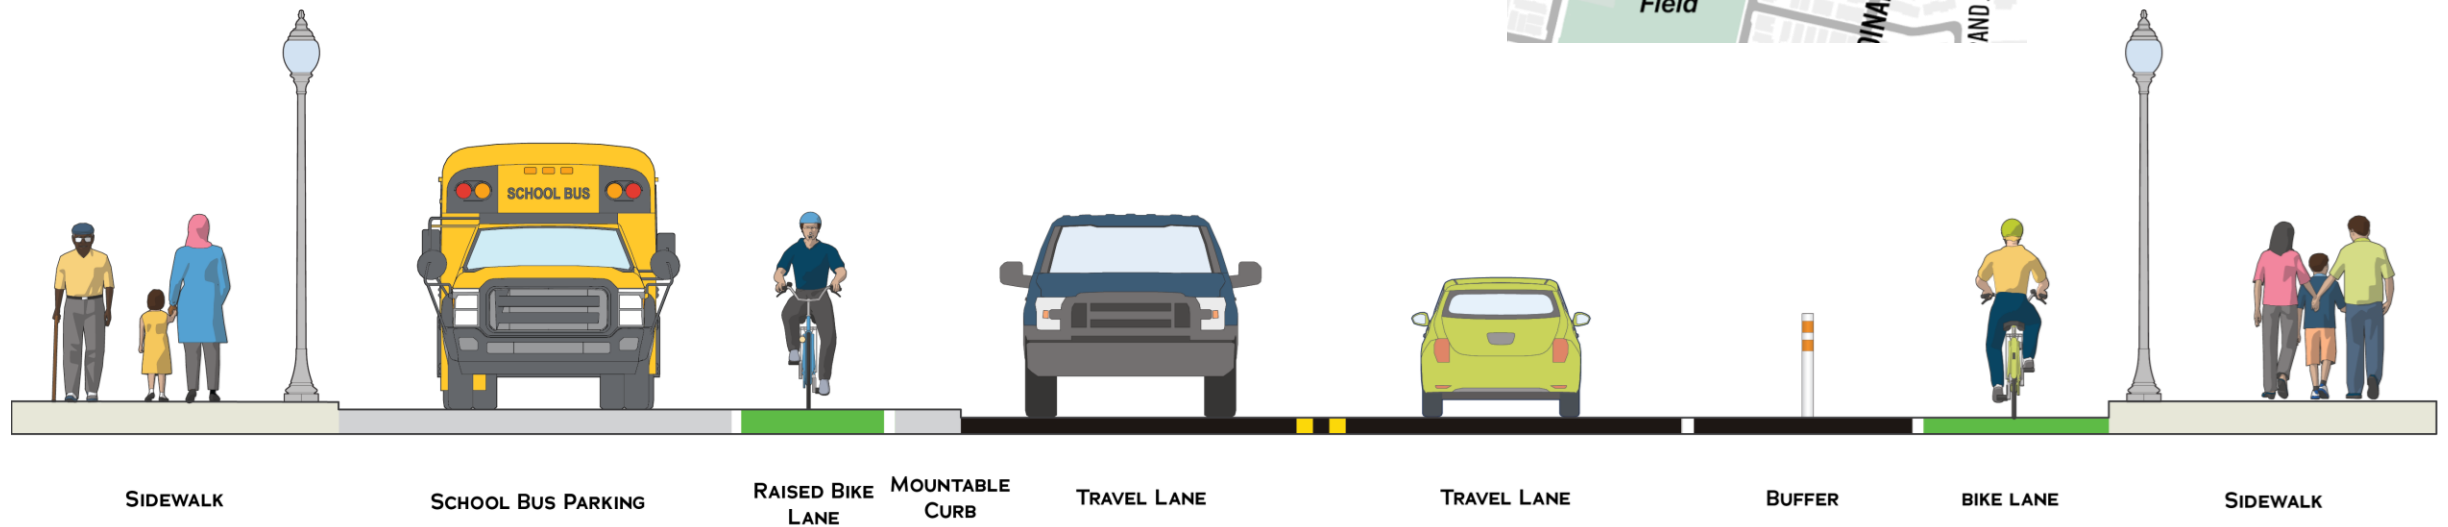 Field
SCHOOL BUS
SIDEWALK
SCHOOL BUS PARKING
RAISED BIKE
LANE
MOUNTABLE
CURB
TRAVEL LANE
TRAVEL LANE
BUFFER
BIKE LANE
SIDEWALK